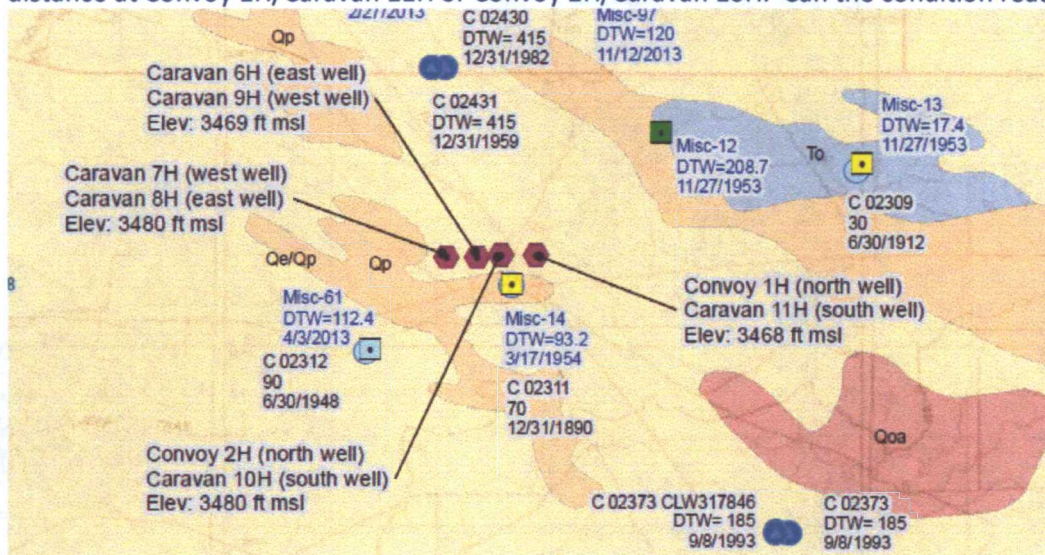 2/27/2013
C 02430
DTW= 415
12/31/1982
Misc-97
DTW=120
11/12/2013
Qp
Caravan 6H (east well)
Caravan 9H (west well)
Elev: 3469 ft msl
C 02431
DTW= 415
12/31/1959
Misc-13
DTW=17.4
11/27/1953
Misc-12
DTW=208.7
11/27/1953
To
C 02309
30
6/30/1912
Caravan 7H (west well)
Caravan 8H (east well)
Elev: 3480 ft msl
Qe/Qp
Qp
8
Misc-61
DTW=112.4
4/3/2013
C 02312
90
6/30/1948
Misc-14
DTW=93.2
3/17/1954
C 02311
70
12/31/1890
Convoy 1H (north well)
Caravan 11H (south well)
Elev: 3468 ft msl
Qoa
Convoy 2H (north well)
Caravan 10H (south well)
Elev: 3480 ft msl
C 02373 CLW317846
DTW= 185
9/8/1993
C 02373
DTW= 185
9/8/1993